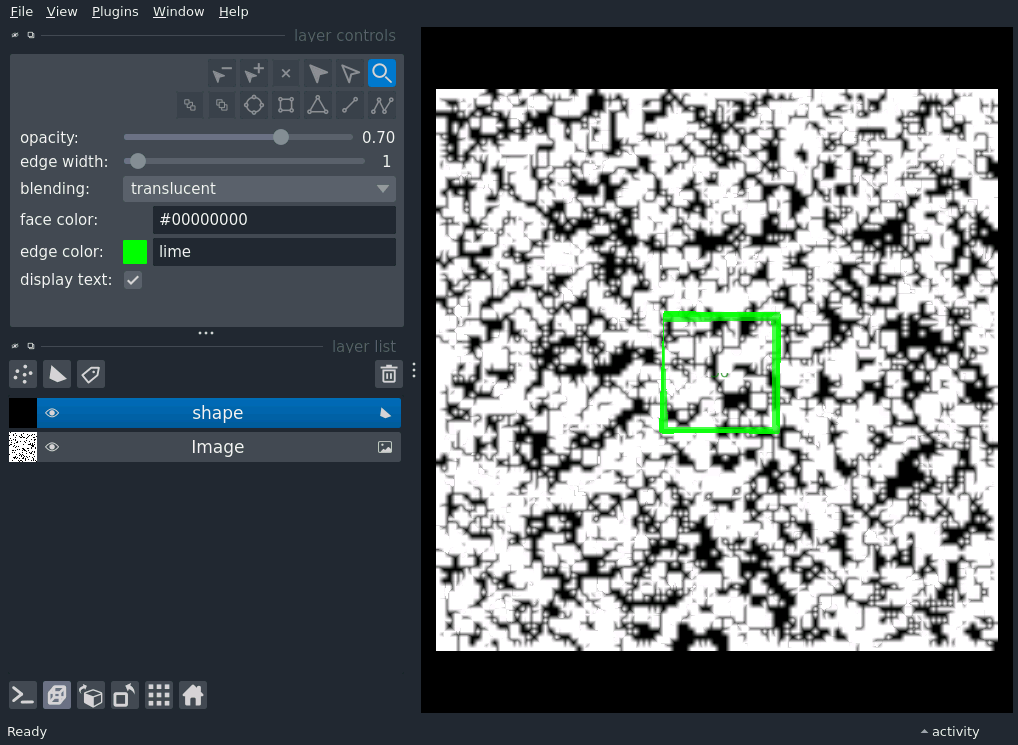 File View Plugins Window Help
layer controls
opacity: 0.70
edge width: 1
blending: translucent
face color: #00000000
edge color: lime
display text:
layer list
shape
Image
Ready
activity